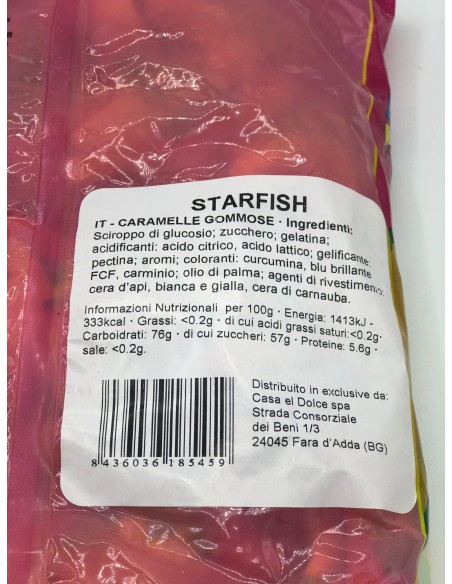 STARFISH
IT - CARAMELLE GOMMOSE · Ingredienti:
Sciroppo di glucosio; zucchero; gelatina;
acidificanti: acido citrico, acido lattico; gelificante:
pectina; aromi; coloranti: curcumina, blu brillante
FCF, carminio; olio di palma; agenti di rivestimento:
cera d'api, bianca e gialla, cera di carnauba.
Informazioni Nutrizionali per 100g · Energia: 1413kJ -
333kcal · Grassi: <0.2g · di cui acidi grassi saturi:<0.2g·
Carboidrati: 76g · di cui zuccheri: 57g · Proteine: 5.6g ·
sale: <0.2g.
Distribuito in exclusive da:
Casa el Dolce spa
Strada Consorziale
dei Beni 1/3
24045 Fara d'Adda (BG)
8 436036 185459